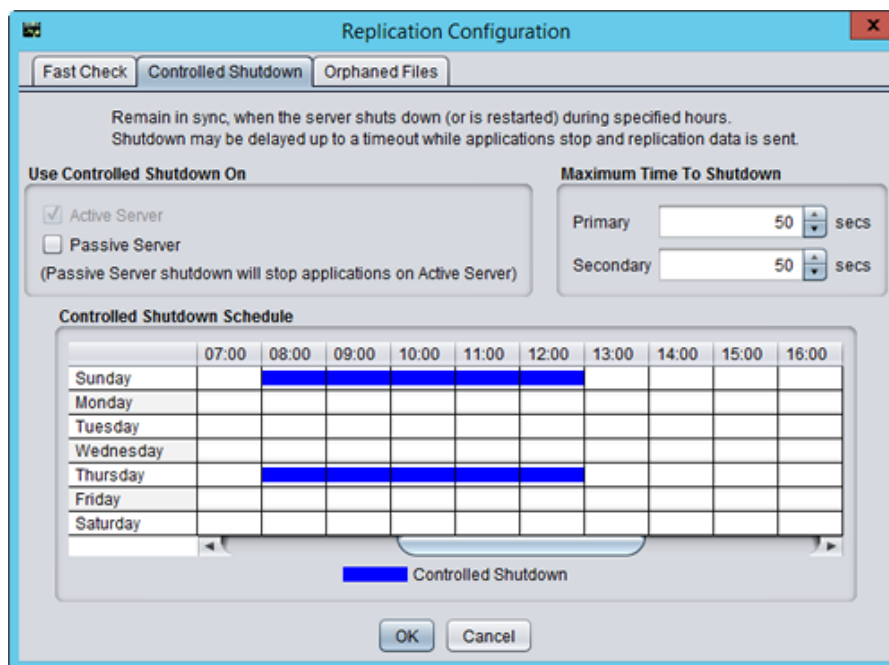 Replication Configuration
x
Fast Check Controlled Shutdown Orphaned Files
Remain in sync, when the server shuts down (or is restarted) during specified hours.
Shutdown may be delayed up to a timeout while applications stop and replication data is sent.
Use Controlled Shutdown On
Active Server
Passive Server
(Passive Server shutdown will stop applications on Active Server)
Maximum Time To Shutdown
Primary 50 secs
Secondary 50 secs
Controlled Shutdown Schedule
07:00 08:00 09:00 10:00 11:00 12:00 13:00 14:00 15:00 16:00
Sunday
Monday
Tuesday
Wednesday
Thursday
Friday
Saturday
Controlled Shutdown
OK Cancel